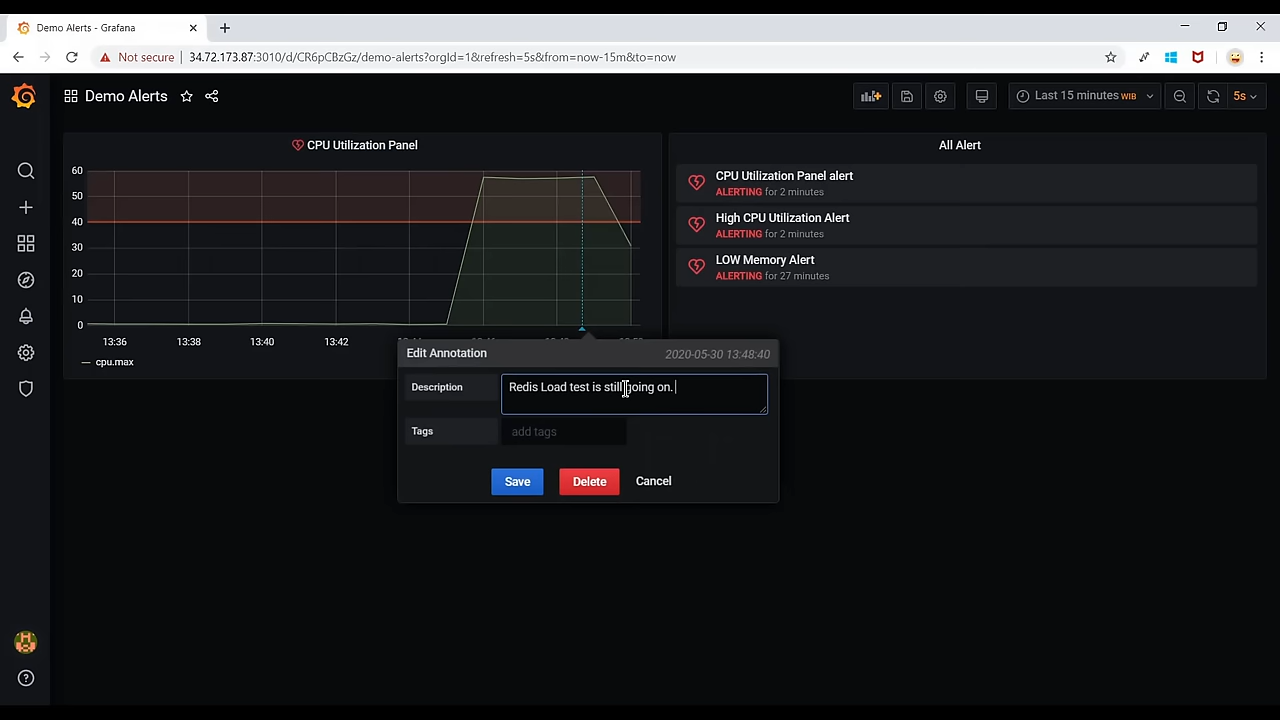 Demo Alerts - Grafana
Not secure 34.72.173.87:3010/d/CR6pCBzGz/demo-alerts?orgId=1&refresh=5s&from=now-15m&to=now
Demo Alerts
Last 15 minutes WIB
5s
CPU Utilization Panel
60
50
40
30
20
10
0
13:36 13:38 13:40 13:42
cpu.max
All Alert
CPU Utilization Panel alert
ALERTING for 2 minutes
High CPU Utilization Alert
ALERTING for 2 minutes
LOW Memory Alert
ALERTING for 27 minutes
Edit Annotation 2020-05-30 13:48:40
Description Redis Load test is still going on.
Tags add tags
Save Delete Cancel